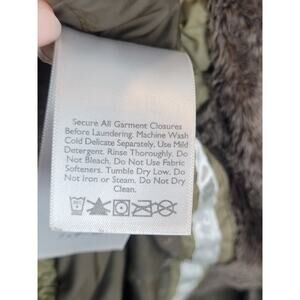 Secure All Garment Closures
Before Laundering. Machine Wash
Cold Delicate Separately. Use Mild
Detergent. Rinse Thoroughly. Do
Not Bleach. Do Not Use Fabric
Softeners. Tumble Dry Low. Do
Not Iron or Steam. Do Not Dry
Clean.